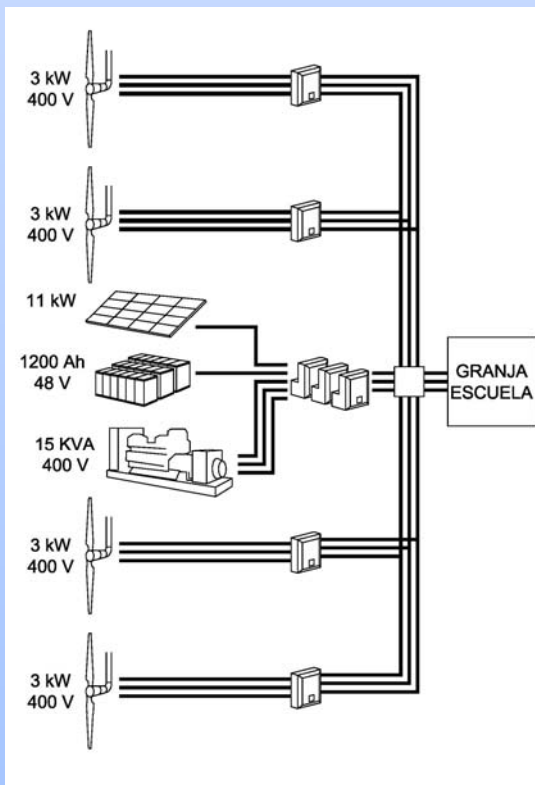 3 kW
400 V
3 kW
400 V
11 kW
1200 Ah
48 V
15 KVA
400 V
GRANJA
ESCUELA
3 kW
400 V
3 kW
400 V